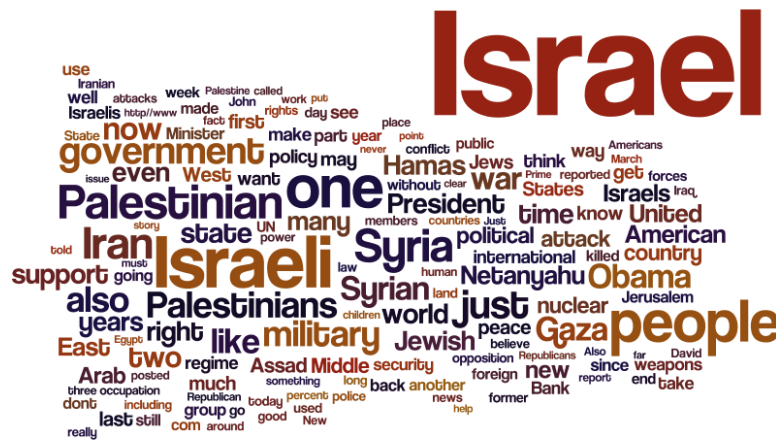 Israel
use
Iranian
well attacks week Palestine called
Israelis http//www made John work put
fact first rights day see
State now Minister make part year place point
government policy may never conflict public Americans
issue even West want Hamas Jews think way March
without clear war Prime reported get forces
Palestinian one President States Israels Iraq
story many members countries Just time know United
told Iran state UN power Syria political attack American
must Israeli law international killed country
support going human Netanyahu Obama
also Palestinians Syrian land world just nuclear Jerusalem
years right like children military Jewish peace Gaza people
East Egypt two believe
regime Assad Middle security opposition Republicans Also since far David
Arab posted something long back another foreign new report weapons
three occupation much Republican percent police news former Bank end take
dont including group go today used help
last still com around good New
really